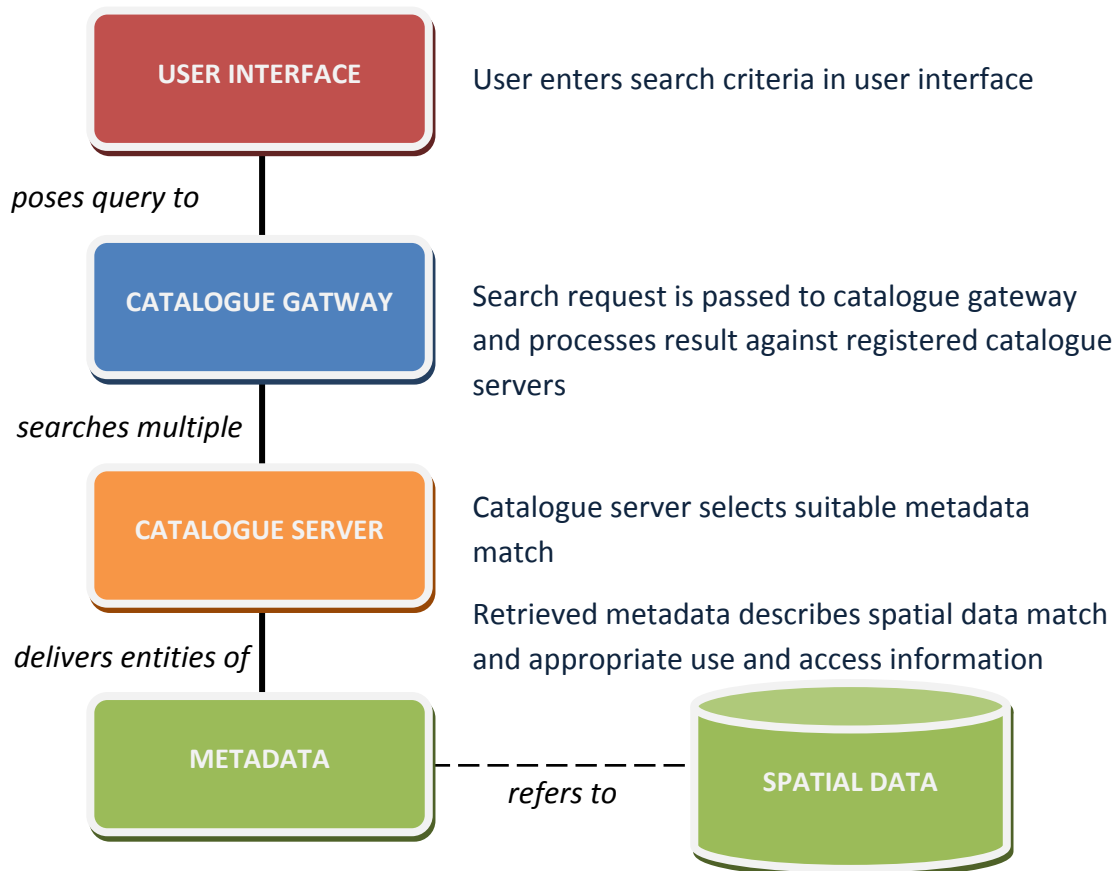 USER INTERFACE
User enters search criteria in user interface
poses query to
CATALOGUE GATWAY
Search request is passed to catalogue gateway
and processes result against registered catalogue
servers
searches multiple
CATALOGUE SERVER
Catalogue server selects suitable metadata
match
Retrieved metadata describes spatial data match
and appropriate use and access information
delivers entities of
METADATA
refers to
SPATIAL DATA